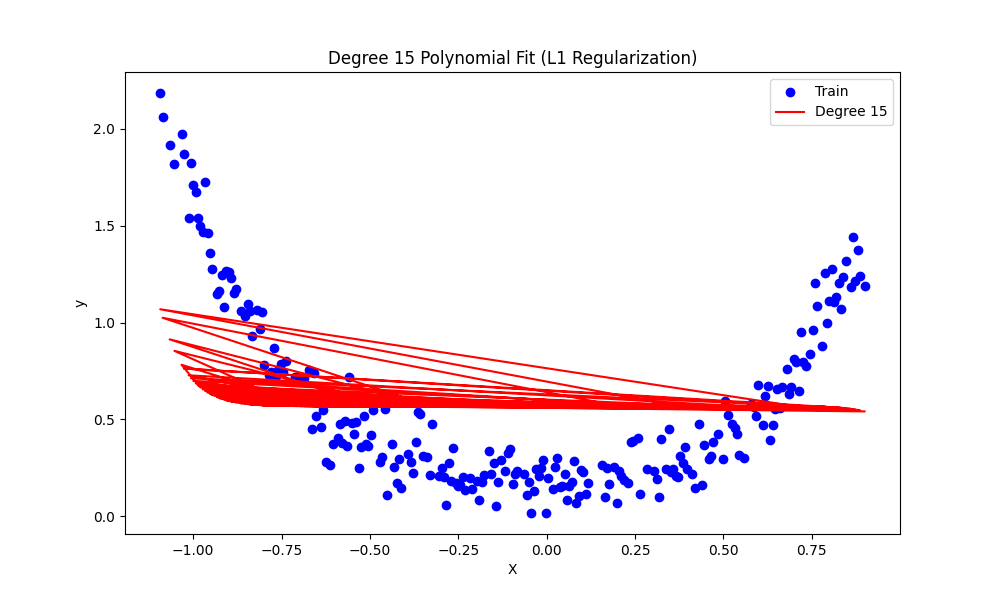 Degree 15 Polynomial Fit (L1 Regularization)
Train
Degree 15
y
2.0
1.5
1.0
0.5
0.0
−1.00 −0.75 −0.50 −0.25 0.00 0.25 0.50 0.75
X